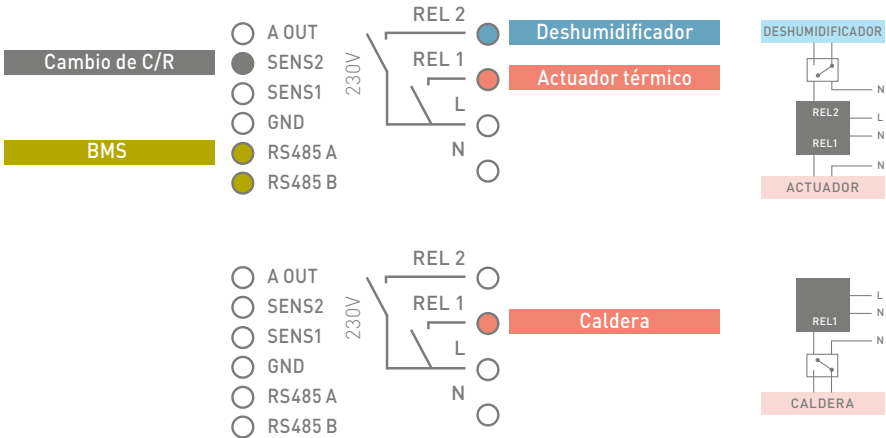 REL 2
A OUT
Deshumidificador
Cambio de C/R
SENS2
230V
REL 1
Actuador térmico
SENS1
L
GND
N
BMS
RS485 A
RS485 B
DESHUMIDIFICADOR
N
REL2
L
REL1
N
N
ACTUADOR
REL 2
A OUT
SENS2
230V
REL 1
Caldera
SENS1
L
GND
N
RS485 A
RS485 B
L
N
REL1
N
CALDERA